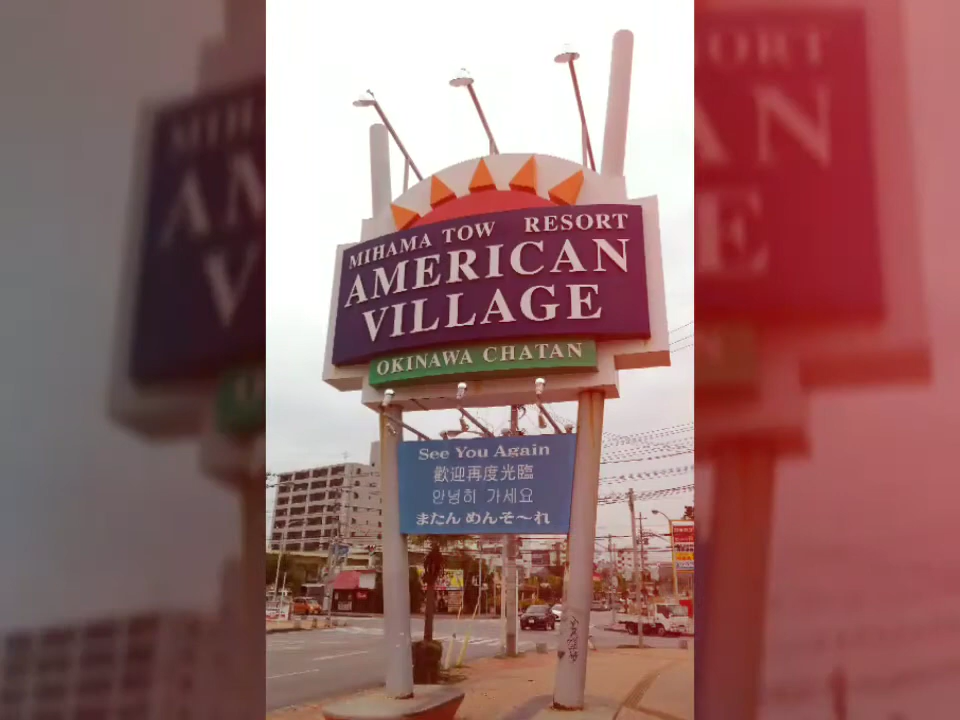 MIHAMA TOW RESORT
AMERICAN
VILLAGE
OKINAWA CHATAN
See You Again
歡迎再度光臨
안녕히 가세요
またん めんそ〜れ